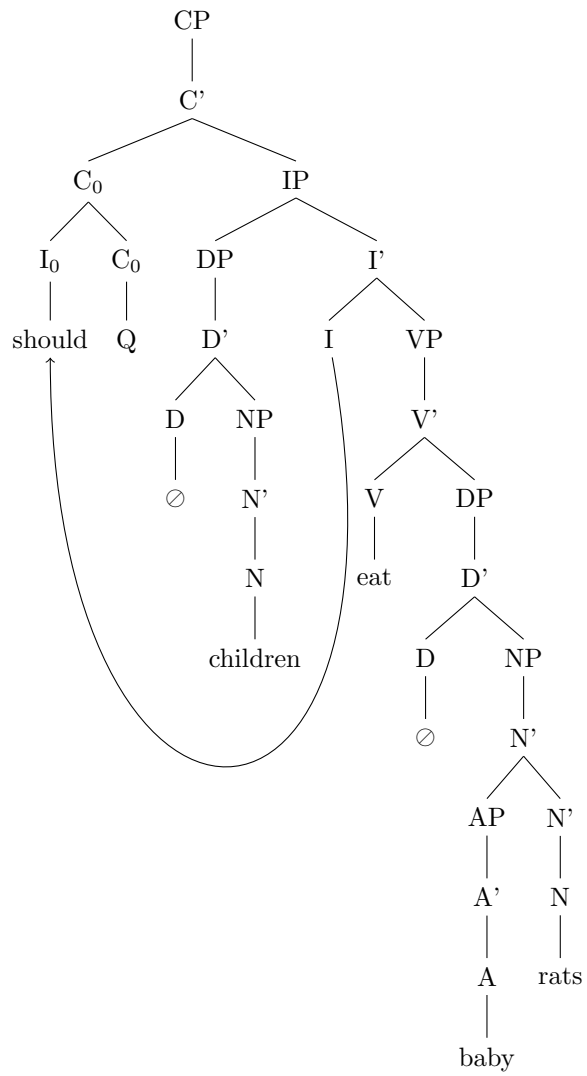 CP
C'
C₀ IP
I₀ C₀ DP I'
should Q D' I VP
D NP V'
∅ N' V DP
N eat D'
children D NP
∅ N'
AP N'
A' N
A rats
baby